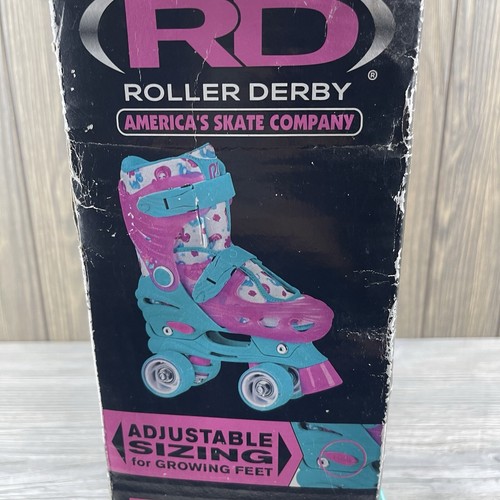 RD
®
ROLLER DERBY
AMERICA'S SKATE COMPANY
ADJUSTABLE
SIZING
for GROWING FEET